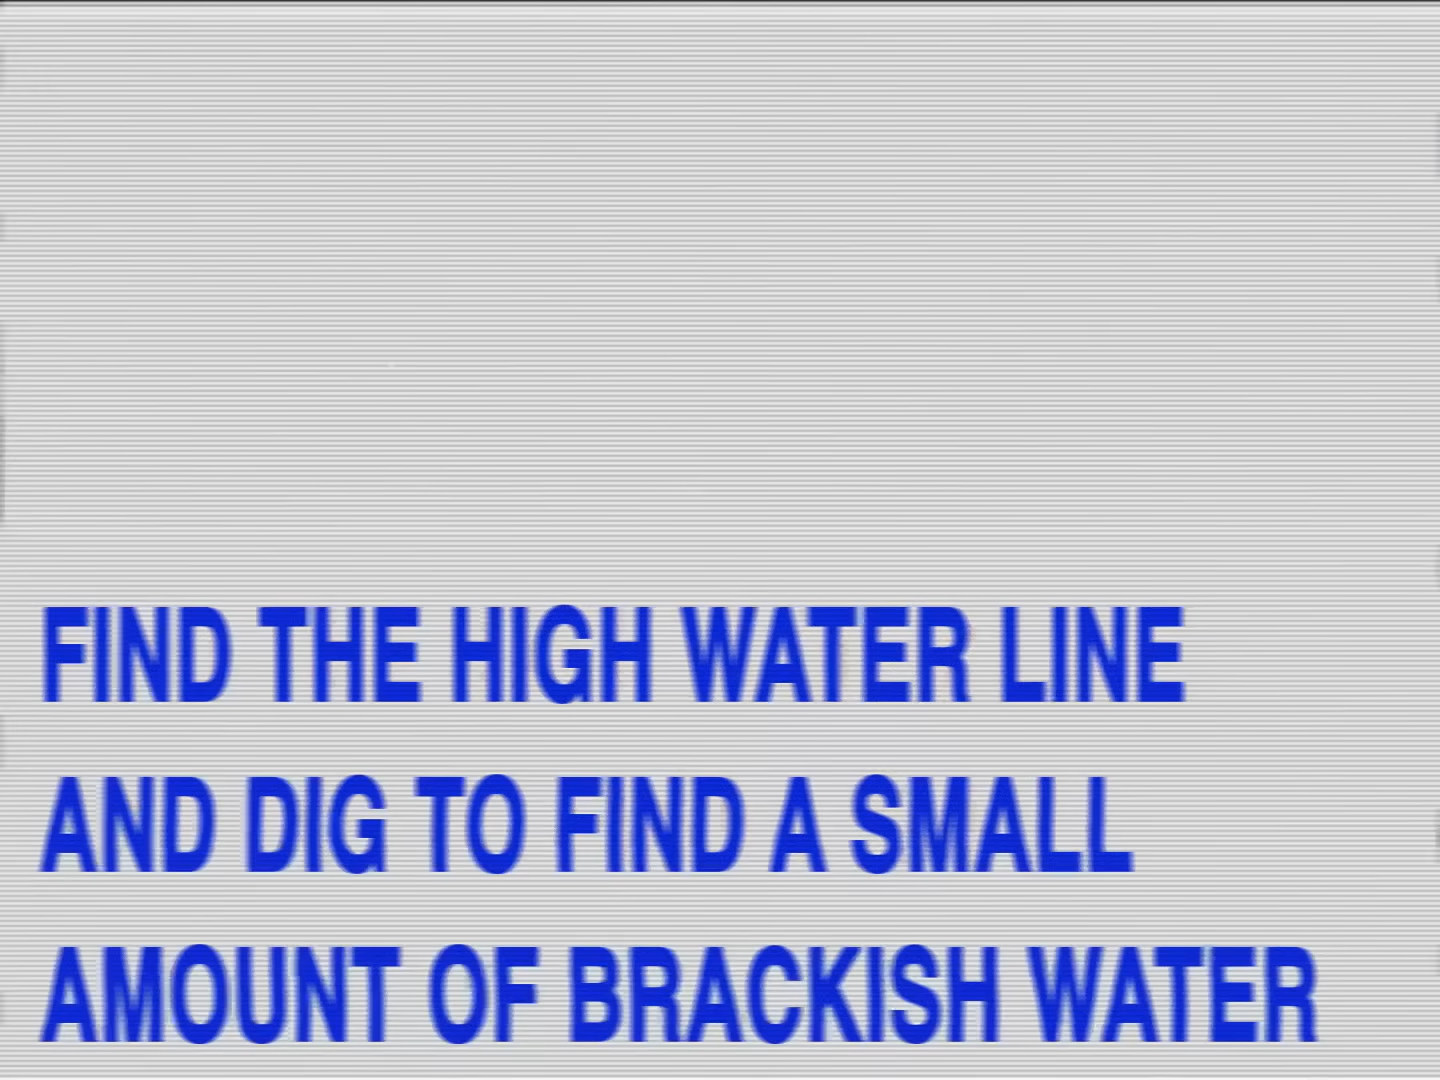 FIND THE HIGH WATER LINE
AND DIG TO FIND A SMALL
AMOUNT OF BRACKISH WATER